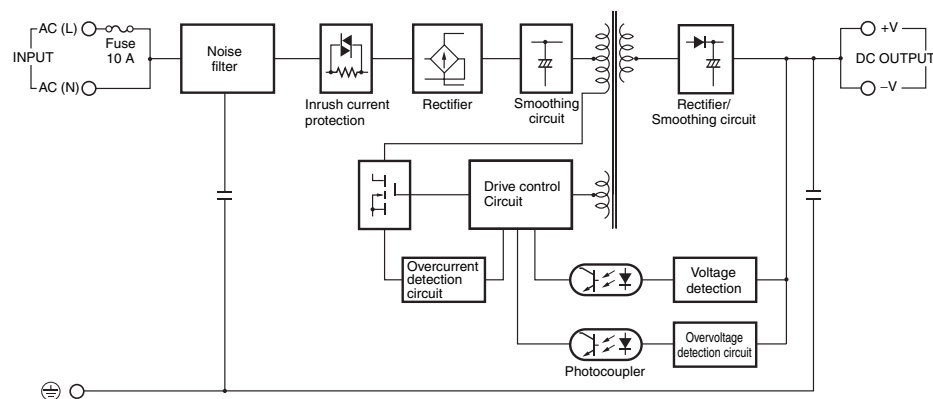 AC (L)
Fuse
10 A
INPUT
AC (N)
Noise
filter
Inrush current
protection
Rectifier
Smoothing
circuit
Rectifier/
Smoothing circuit
+V
DC OUTPUT
−V
Drive control
Circuit
Overcurrent
detection
circuit
Voltage
detection
Overvoltage
detection circuit
Photocoupler